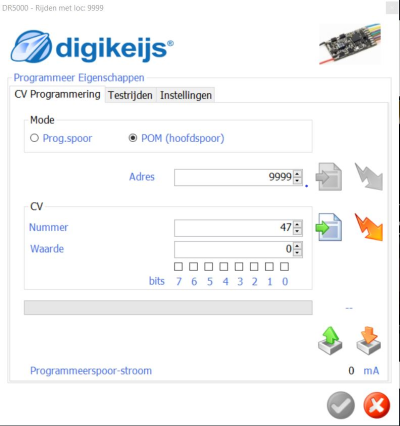 DR5000 - Rijden met loc: 9999
digikeijs®
Programmeer Eigenschappen
CV Programmering Testrijden Instellingen
Mode
Prog.spoor POM (hoofdspoor)
Adres 9999
CV
Nummer 47
Waarde 0
bits 7 6 5 4 3 2 1 0
--
Programmeerspoor-stroom 0 mA